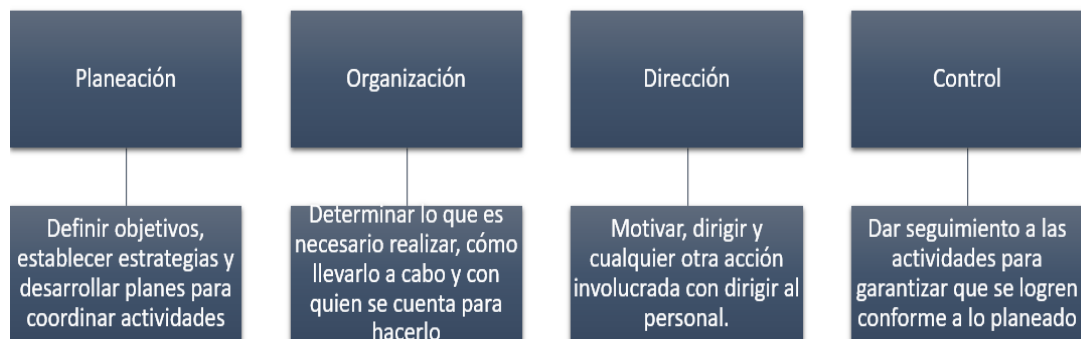 Planeación
Organización
Dirección
Control
Definir objetivos,
establecer estrategias y
desarrollar planes para
coordinar actividades
Determinar lo que es
necesario realizar, cómo
llevarlo a cabo y con
quien se cuenta para
hacerlo
Motivar, dirigir y
cualquier otra acción
involucrada con dirigir al
personal.
Dar seguimiento a las
actividades para
garantizar que se logren
conforme a lo planeado